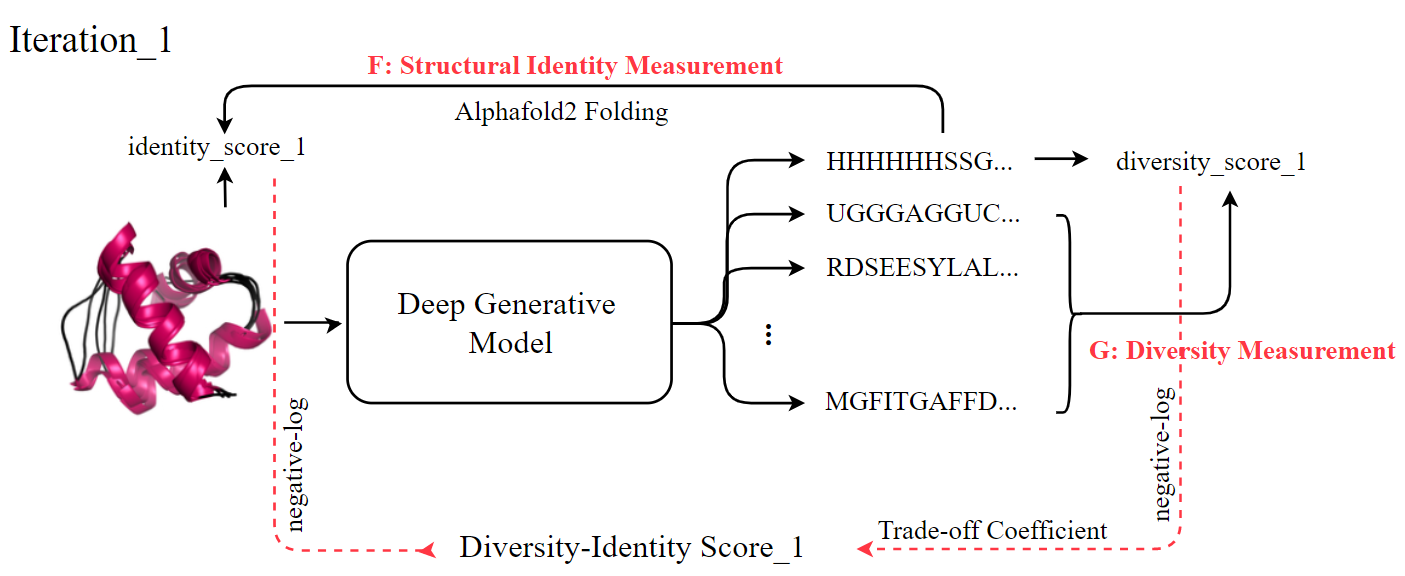 Iteration_1
F: Structural Identity Measurement
Alphafold2 Folding
identity_score_1
HHHHHHSSG...
diversity_score_1
UGGGAGGUC...
RDSEESYLAL...
Deep Generative
Model
G: Diversity Measurement
MGFITGAFFD...
negative-log
negative-log
Trade-off Coefficient
Diversity-Identity Score_1